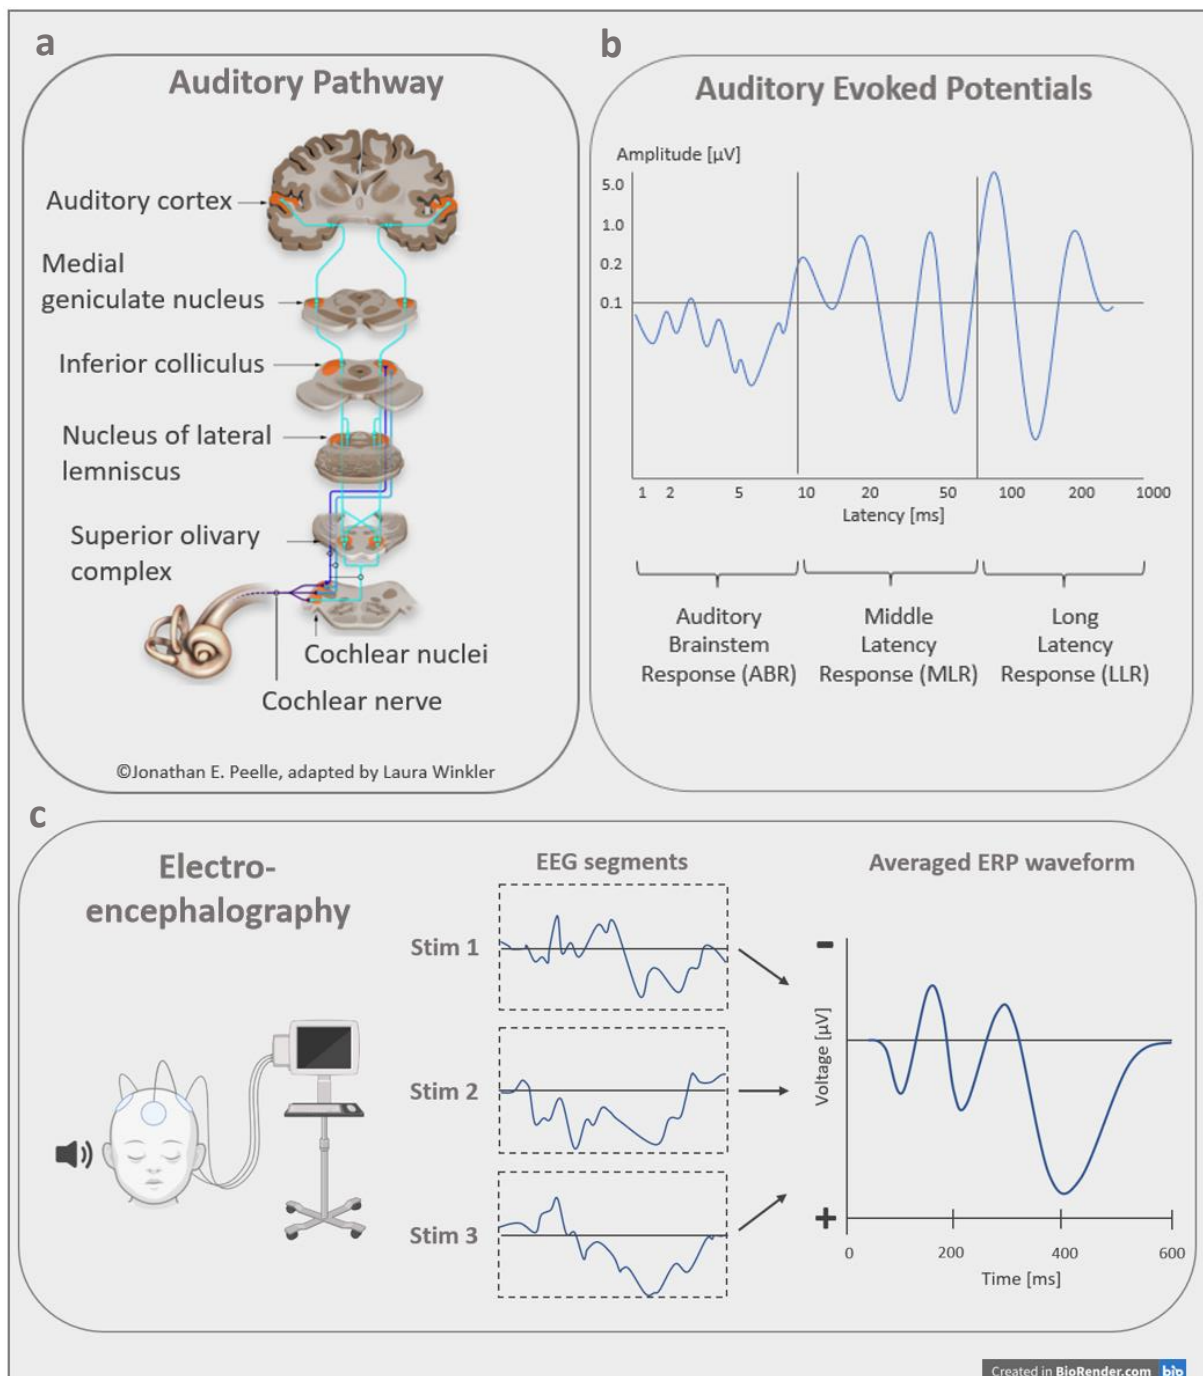 a
Auditory Pathway
Auditory cortex
Medial
geniculate nucleus
Inferior colliculus
Nucleus of lateral
lemniscus
Superior olivary
complex
Cochlear nuclei
Cochlear nerve
©Jonathan E. Peelle, adapted by Laura Winkler
b
Auditory Evoked Potentials
Amplitude [µV]
5.0
1.0
0.2
0.1
1 2 5 10 20 50 100 200 1000
Latency [ms]
Auditory
Brainstem
Response (ABR)
Middle
Latency
Response (MLR)
Long
Latency
Response (LLR)
c
Electro-
encephalography
EEG segments
Stim 1
Stim 2
Stim 3
Averaged ERP waveform
-
Voltage [µV]
+
0 200 400 600
Time [ms]
Created in BioRender.com bio